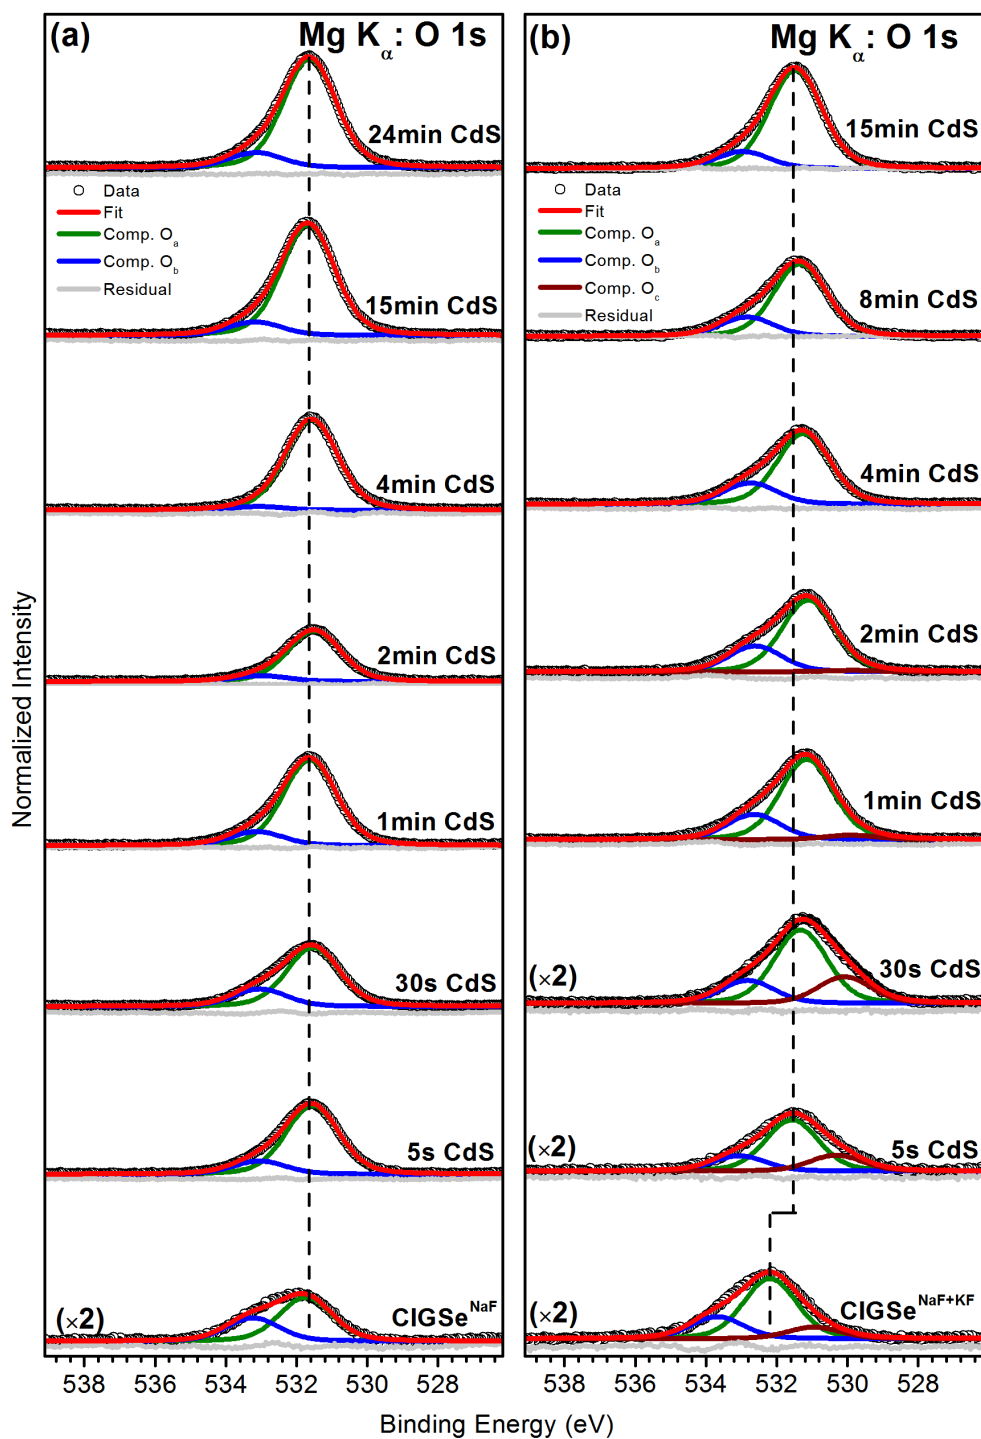 (a) Mg Kα: O 1s
24min CdS
Data
Fit
Comp. Oa
Comp. Ob
Residual
15min CdS
4min CdS
2min CdS
1min CdS
30s CdS
5s CdS
(×2) CIGSeNaF
538 536 534 532 530 528
(b) Mg Kα: O 1s
15min CdS
Data
Fit
Comp. Oa
Comp. Ob
Comp. Oc
Residual
8min CdS
4min CdS
2min CdS
1min CdS
(×2) 30s CdS
(×2) 5s CdS
(×2) CIGSeNaF+KF
538 536 534 532 530 528
Normalized Intensity
Binding Energy (eV)